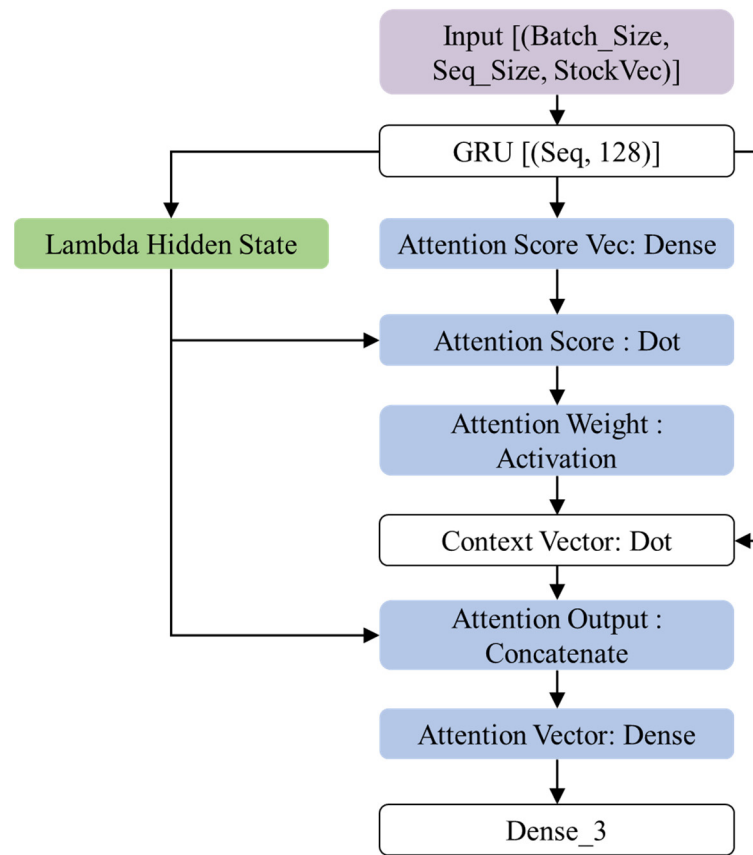 Input [(Batch_Size,
Seq_Size, StockVec)]
GRU [(Seq, 128)]
Lambda Hidden State
Attention Score Vec: Dense
Attention Score : Dot
Attention Weight :
Activation
Context Vector: Dot
Attention Output :
Concatenate
Attention Vector: Dense
Dense_3